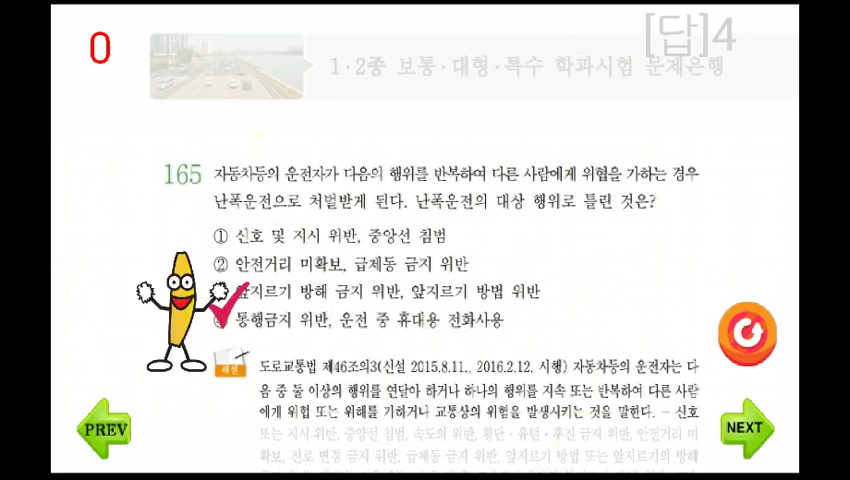 0
[답]4
1·2종 보통·대형·특수 학과시험 문제은행
165 자동차등의 운전자가 다음의 행위를 반복하여 다른 사람에게 위협을 가하는 경우
난폭운전으로 처벌받게 된다. 난폭운전의 대상 행위로 틀린 것은?
① 신호 및 지시 위반, 중앙선 침범
② 안전거리 미확보, 급제동 금지 위반
앞지르기 방해 금지 위반, 앞지르기 방법 위반
통행금지 위반, 운전 중 휴대용 전화사용
해설 도로교통법 제46조의3(신설 2015.8.11., 2016.2.12. 시행) 자동차등의 운전자는 다
음 중 둘 이상의 행위를 연달아 하거나 하나의 행위를 지속 또는 반복하여 다른 사람
에게 위협 또는 위해를 가하거나 교통상의 위험을 발생시키는 것을 말한다. – 신호
또는 지시 위반, 중앙선 침범, 속도의 위반, 횡단·유턴·후진 금지 위반, 안전거리 미
확보, 진로 변경 금지 위반, 급제동 금지 위반, 앞지르기 방법 또는 앞지르기의 방해
PREV
NEXT